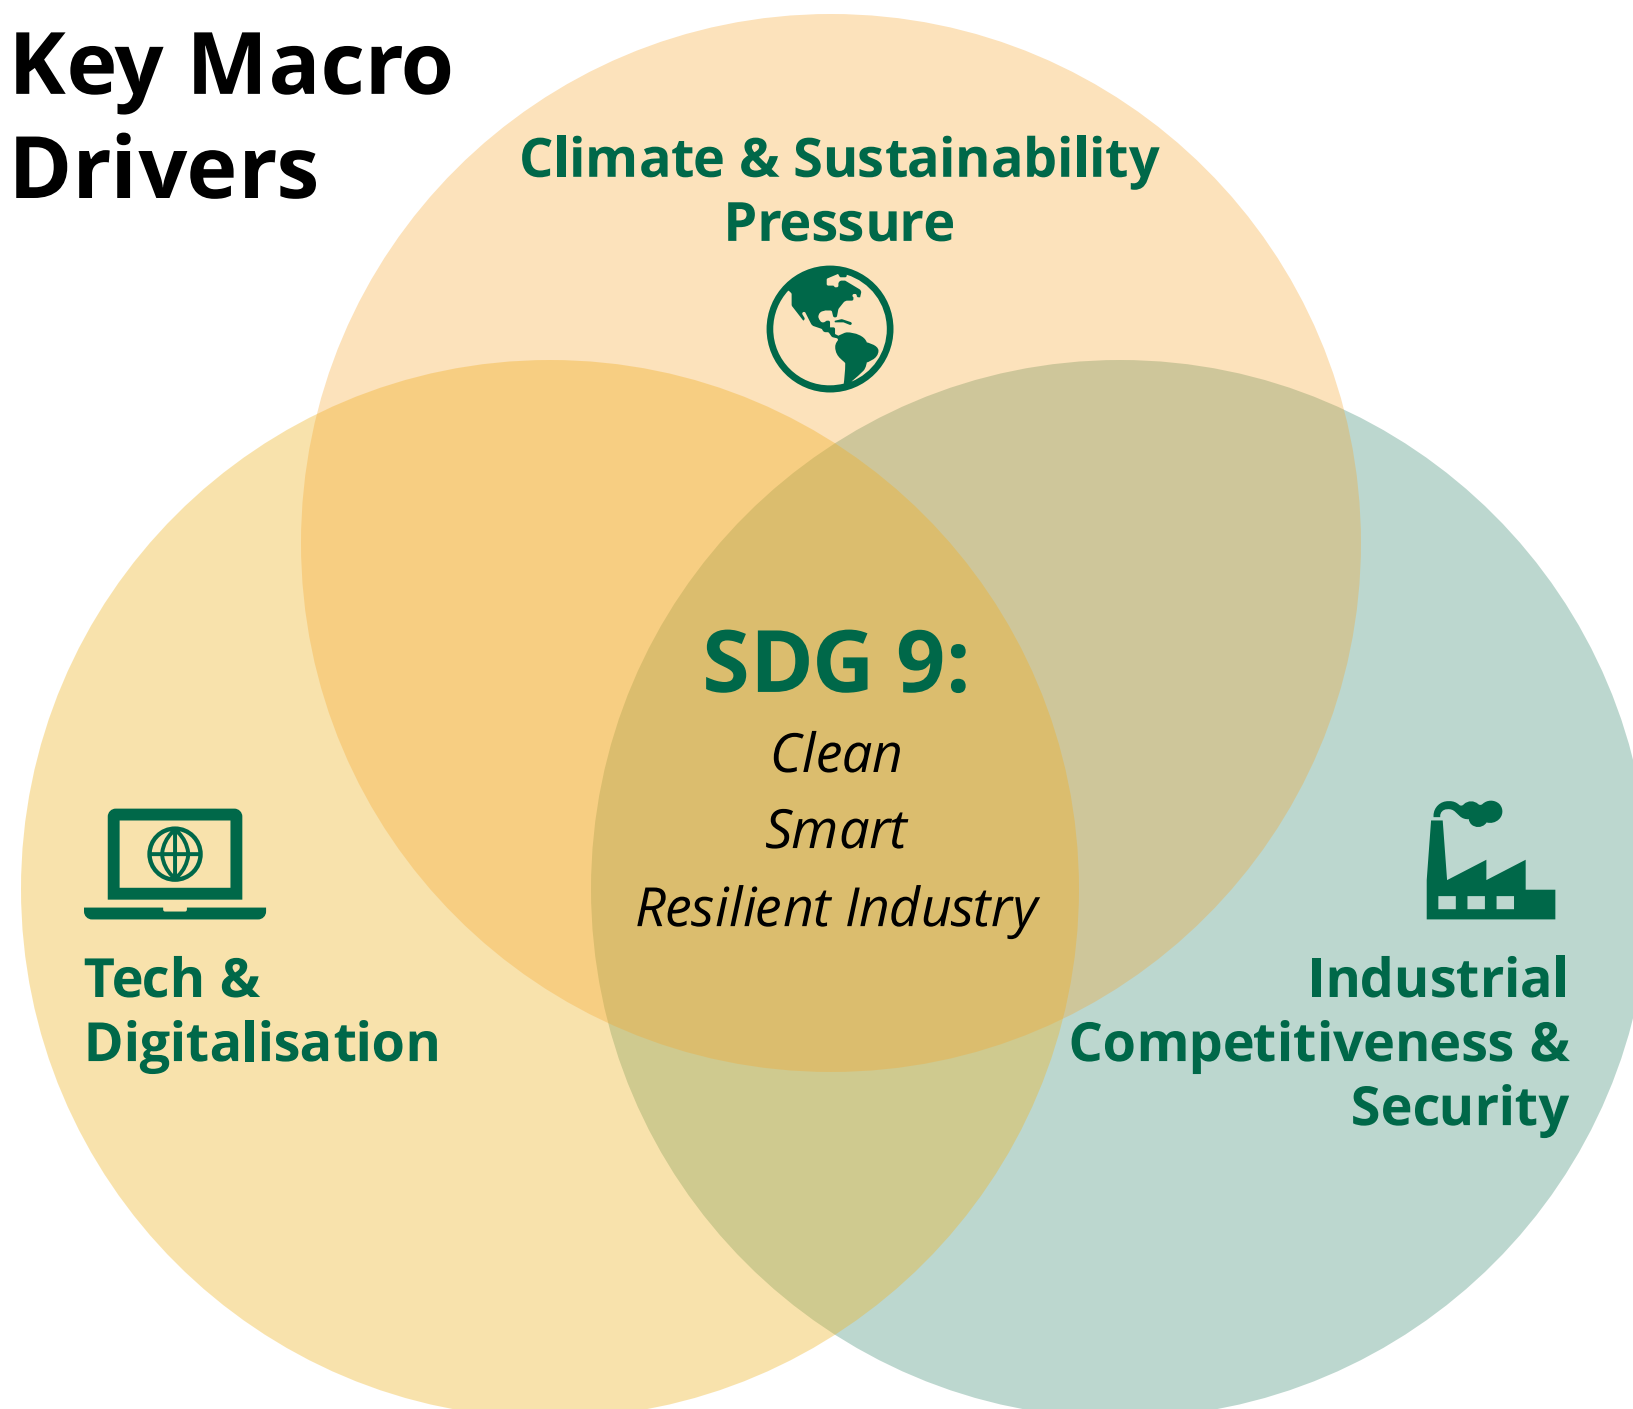 Key Macro
Drivers
Climate & Sustainability
Pressure
SDG 9:
Clean
Smart
Resilient Industry
Tech &
Digitalisation
Industrial
Competitiveness &
Security